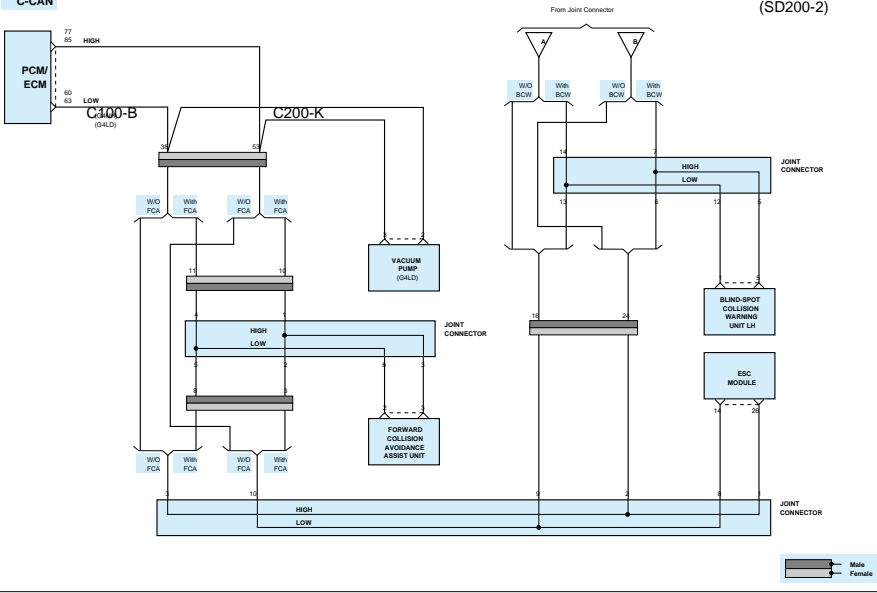 C-CAN
(SD200-2)
From Joint Connector
A
B
77
85
HIGH
PCM/
ECM
60
63
LOW
C100-B
(G4LD)
C200-K
38
53
W/O
BCW
With
BCW
W/O
BCW
With
BCW
14
7
HIGH
LOW
JOINT
CONNECTOR
13
6
12
5
W/O
FCA
With
FCA
W/O
FCA
With
FCA
3
2
VACUUM
PUMP
(G4LD)
11
10
1
5
BLIND-SPOT
COLLISION
WARNING
UNIT LH
4
1
HIGH
LOW
JOINT
CONNECTOR
16
24
5
2
6
3
ESC
MODULE
8
3
2
3
14
26
FORWARD
COLLISION
AVOIDANCE
ASSIST UNIT
W/O
FCA
With
FCA
W/O
FCA
With
FCA
3
10
9
2
8
1
HIGH
LOW
JOINT
CONNECTOR
Male
Female